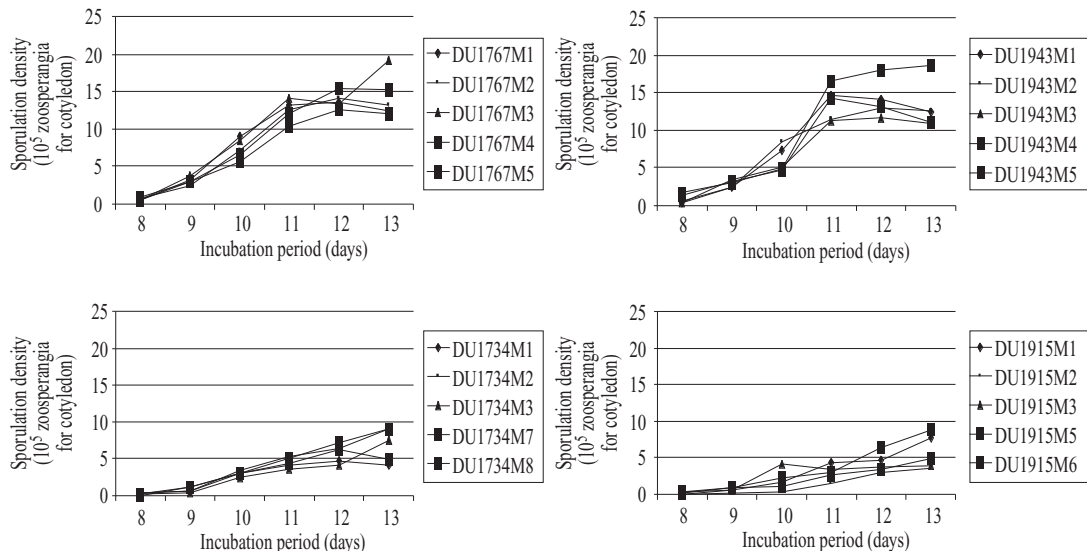 Sporulation density
(10⁵ zoosperangia
for cotyledon)
25
20
15
10
5
0
8 9 10 11 12 13
Incubation period (days)
DU1767M1
DU1767M2
DU1767M3
DU1767M4
DU1767M5
Sporulation density
(10⁵ zoosperangia
for cotyledon)
25
20
15
10
5
0
8 9 10 11 12 13
Incubation period (days)
DU1943M1
DU1943M2
DU1943M3
DU1943M4
DU1943M5
Sporulation density
(10⁵ zoosperangia
for cotyledon)
25
20
15
10
5
0
8 9 10 11 12 13
Incubation period (days)
DU1734M1
DU1734M2
DU1734M3
DU1734M7
DU1734M8
Sporulation density
(10⁵ zoosperangia
for cotyledon)
25
20
15
10
5
0
8 9 10 11 12 13
Incubation period (days)
DU1915M1
DU1915M2
DU1915M3
DU1915M5
DU1915M6